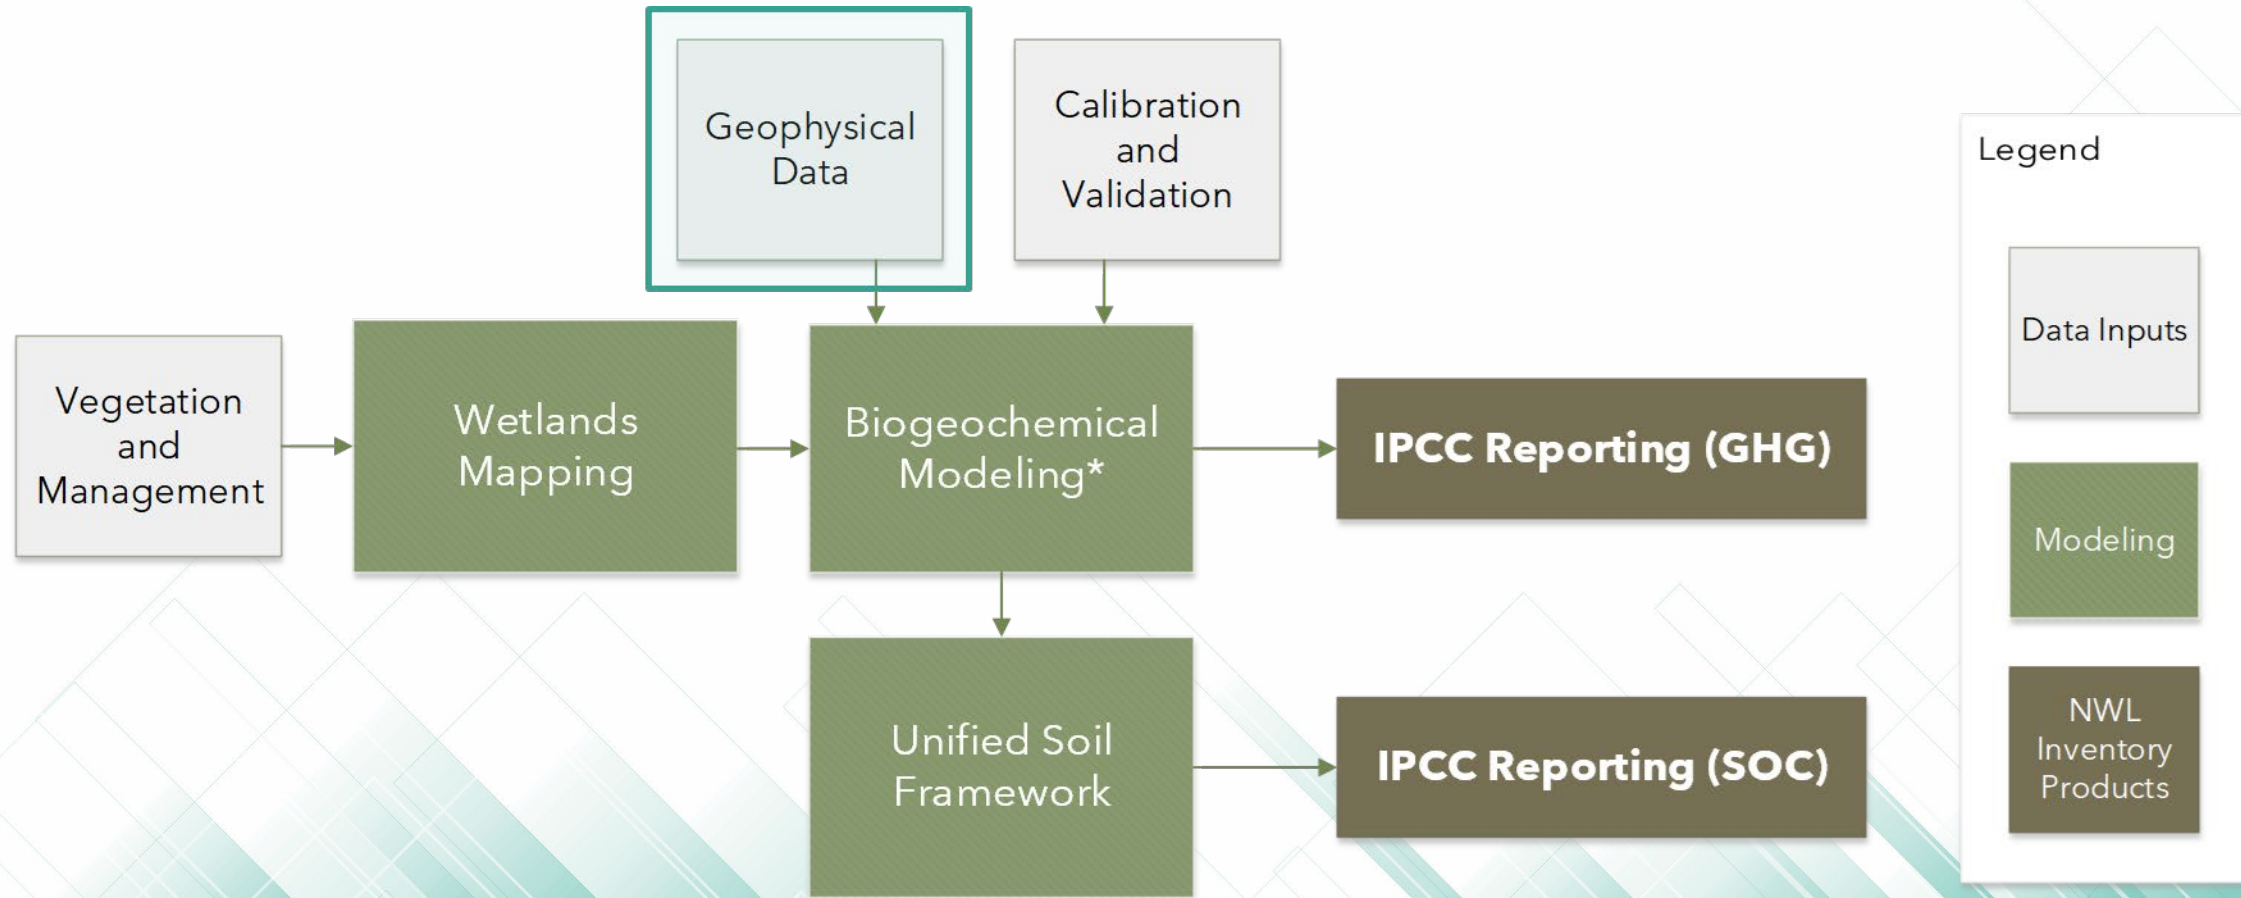 Geophysical
Data
Calibration
and
Validation
Vegetation
and
Management
Wetlands
Mapping
Biogeochemical
Modeling*
IPCC Reporting (GHG)
Unified Soil
Framework
IPCC Reporting (SOC)
Legend
Data Inputs
Modeling
NWL
Inventory
Products